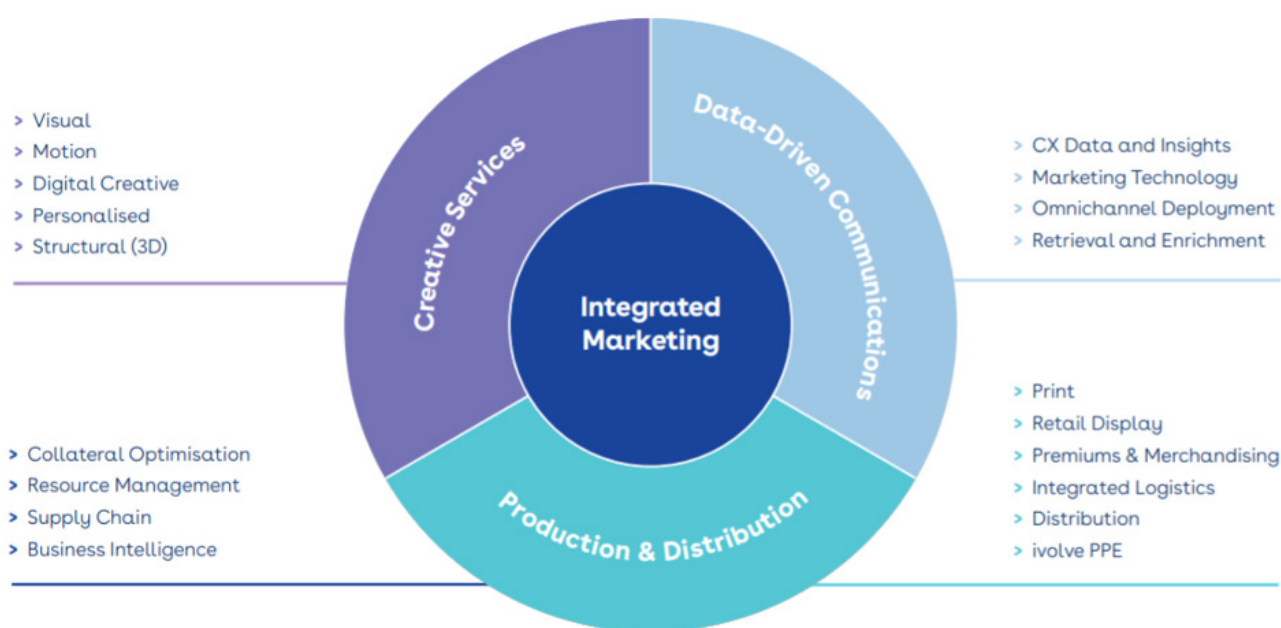 > Visual
> Motion
> Digital Creative
> Personalised
> Structural (3D)
Creative Services
Data-Driven Communications
> CX Data and Insights
> Marketing Technology
> Omnichannel Deployment
> Retrieval and Enrichment
Integrated
Marketing
> Collateral Optimisation
> Resource Management
> Supply Chain
> Business Intelligence
Production & Distribution
> Print
> Retail Display
> Premiums & Merchandising
> Integrated Logistics
> Distribution
> ivolve PPE